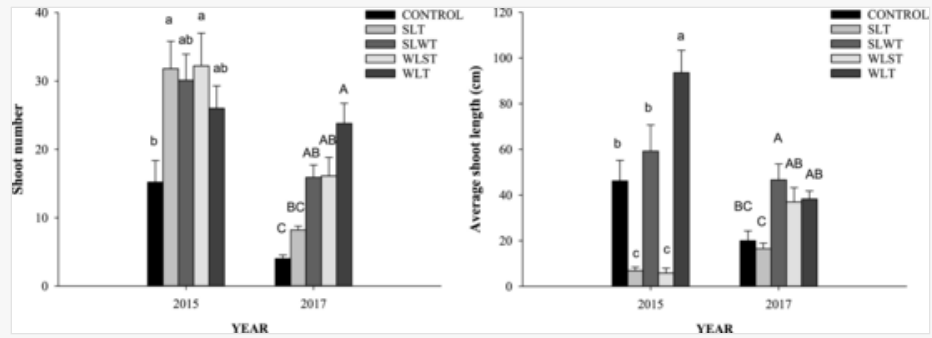 40
30
20
10
0
Shoot number
CONTROL
SLT
SLWT
WLST
WLT
b
a
ab
a
ab
C
BC
AB
AB
A
2015
2017
YEAR
120
100
80
60
40
20
0
Average shoot length (cm)
CONTROL
SLT
SLWT
WLST
WLT
b
c
b
c
a
BC
C
A
AB
AB
2015
2017
YEAR